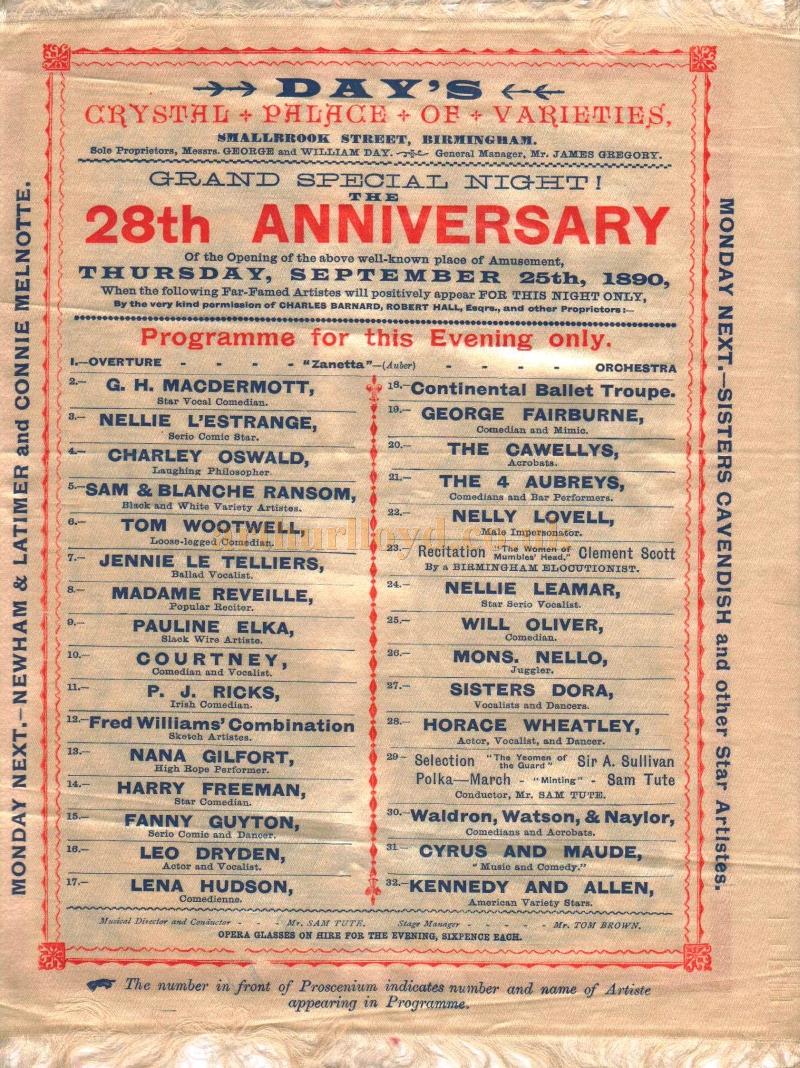 DAY'S
CRYSTAL + PALACE + OF + VARIETIES,
SMALLBROOK STREET, BIRMINGHAM.
Sole Proprietors, Messrs. GEORGE and WILLIAM DAY. General Manager, Mr. JAMES GREGORY.
GRAND SPECIAL NIGHT!
THE
28th ANNIVERSARY
Of the Opening of the above well-known place of Amusement,
THURSDAY, SEPTEMBER 25th, 1890,
When the following Far-Famed Artistes will positively appear FOR THIS NIGHT ONLY,
By the very kind permission of CHARLES BARNARD, ROBERT HALL, Esqrs., and other Proprietors:—
Programme for this Evening only.
1.—OVERTURE - - - - "Zanetta"—(Auber) - - - - ORCHESTRA
2.— G. H. MACDERMOTT,
Star Vocal Comedian.
3.— NELLIE L'ESTRANGE,
Serio Comic Star.
4.— CHARLEY OSWALD,
Laughing Philosopher.
5.— SAM & BLANCHE RANSOM,
Black and White Variety Artistes.
6.— TOM WOOTWELL,
Loose-legged Comedian.
7.— JENNIE LE TELLIERS,
Ballad Vocalist.
8.— MADAME REVEILLE,
Popular Reciter.
9.— PAULINE ELKA,
Slack Wire Artiste.
10.— COURTNEY,
Comedian and Vocalist.
11.— P. J. RICKS,
Irish Comedian.
12.—Fred Williams' Combination
Sketch Artistes.
13.— NANA GILFORT,
High Rope Performer.
14.— HARRY FREEMAN,
Star Comedian.
15.— FANNY GUYTON,
Serio Comic and Dancer.
16.— LEO DRYDEN,
Actor and Vocalist.
17.— LENA HUDSON,
Comedienne.
18.—Continental Ballet Troupe.
19.— GEORGE FAIRBURNE,
Comedian and Mimic.
20.— THE CAWELLYS,
Acrobats.
21.— THE 4 AUBREYS,
Comedians and Bar Performers.
22.— NELLY LOVELL,
Male Impersonator.
23.— Recitation "The Women of Mumbles' Head." Clement Scott
By a BIRMINGHAM ELOCUTIONIST.
24.— NELLIE LEAMAR,
Star Serio Vocalist.
25.— WILL OLIVER,
Comedian.
26.— MONS. NELLO,
Juggler.
27.— SISTERS DORA,
Vocalists and Dancers.
28.— HORACE WHEATLEY,
Actor, Vocalist, and Dancer.
29— Selection "The Yeomen of the Guard" Sir A. Sullivan
Polka—March - "Minting" - Sam Tute
Conductor, Mr. SAM TUTE.
30.—Waldron, Watson, & Naylor,
Comedians and Acrobats.
31— CYRUS AND MAUDE,
"Music and Comedy."
32.—KENNEDY AND ALLEN,
American Variety Stars.
Musical Director and Conductor - - - Mr. SAM TUTE. Stage Manager - - - - - Mr. TOM BROWN.
OPERA GLASSES ON HIRE FOR THE EVENING, SIXPENCE EACH.
The number in front of Proscenium indicates number and name of Artiste
appearing in Programme.
MONDAY NEXT.—NEWHAM & LATIMER and CONNIE MELNOTTE.
MONDAY NEXT.—SISTERS CAVENDISH and other Star Artistes.